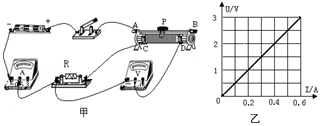 − +
A P B
C D
A R V
甲
U/V
3
2
1
0 0.2 0.4 0.6
I/A
乙